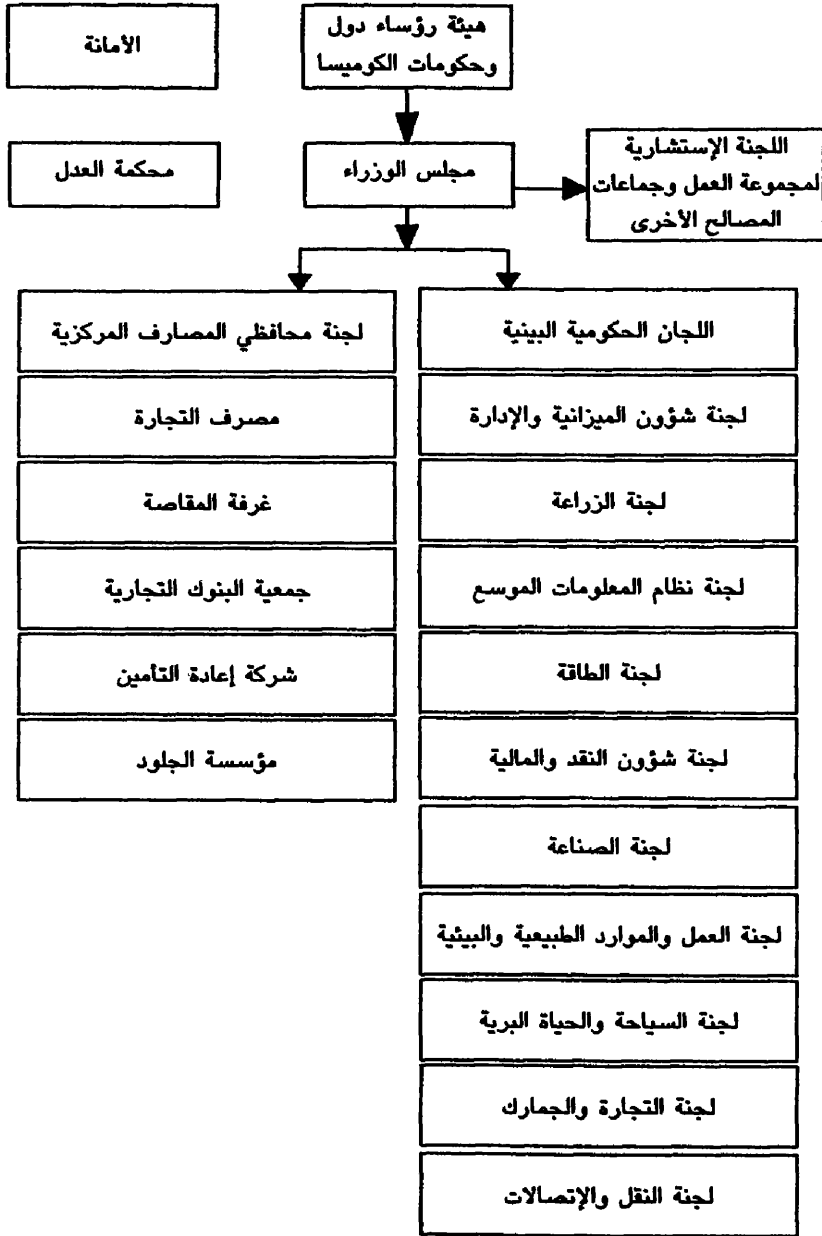 هيئة رؤساء دول
وحكومات الكوميسا
الأمانة
اللجنة الإستشارية
لمجموعة العمل وجماعات
المصالح الأخرى
مجلس الوزراء
محكمة العدل
اللجان الحكومية البينية
لجنة شؤون الميزانية والإدارة
لجنة الزراعة
لجنة نظام المعلومات الموسع
لجنة الطاقة
لجنة شؤون النقد والمالية
لجنة الصناعة
لجنة العمل والموارد الطبيعية والبيئية
لجنة السياحة والحياة البرية
لجنة التجارة والجمارك
لجنة النقل والإتصالات
لجنة محافظي المصارف المركزية
مصرف التجارة
غرفة المقاصة
جمعية البنوك التجارية
شركة إعادة التأمين
مؤسسة الجلود